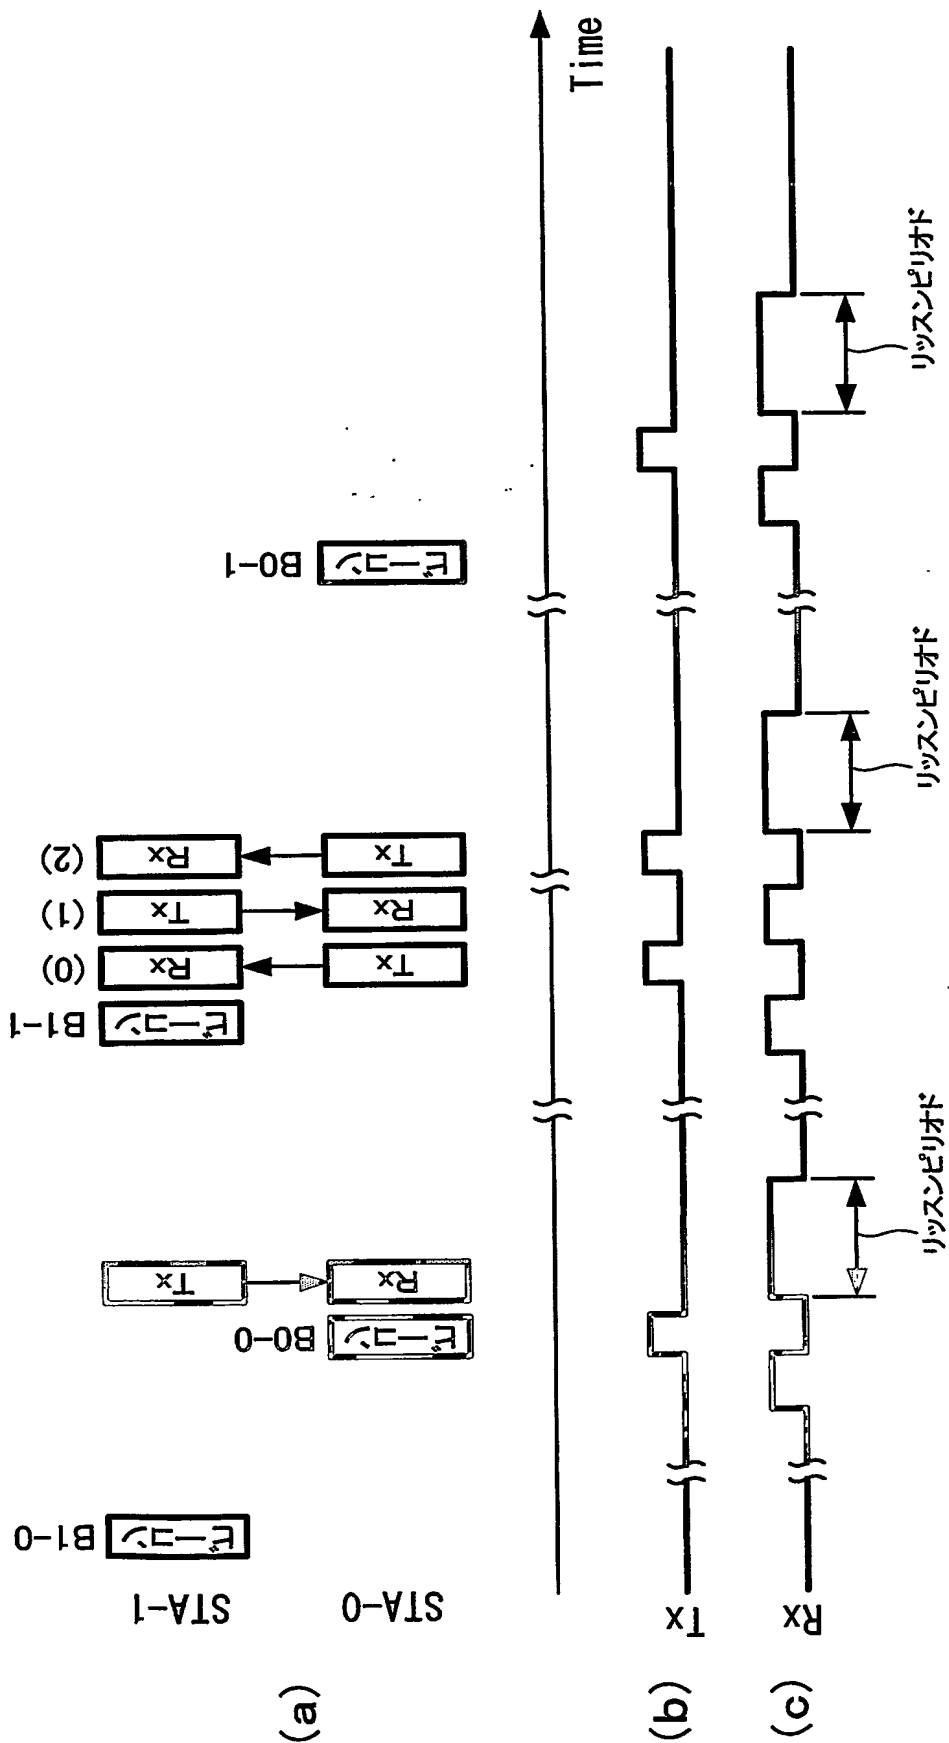 (a)
STA-1
B1-0
ビーコン
Tx
B1-1
ビーコン
(0)
Rx
(1)
Tx
(2)
Rx
STA-0
B0-0
ビーコン
Rx
Tx
Rx
Tx
B0-1
ビーコン
Time
(b)
Tx
(c)
Rx
リッスンピリオド
リッスンピリオド
リッスンピリオド